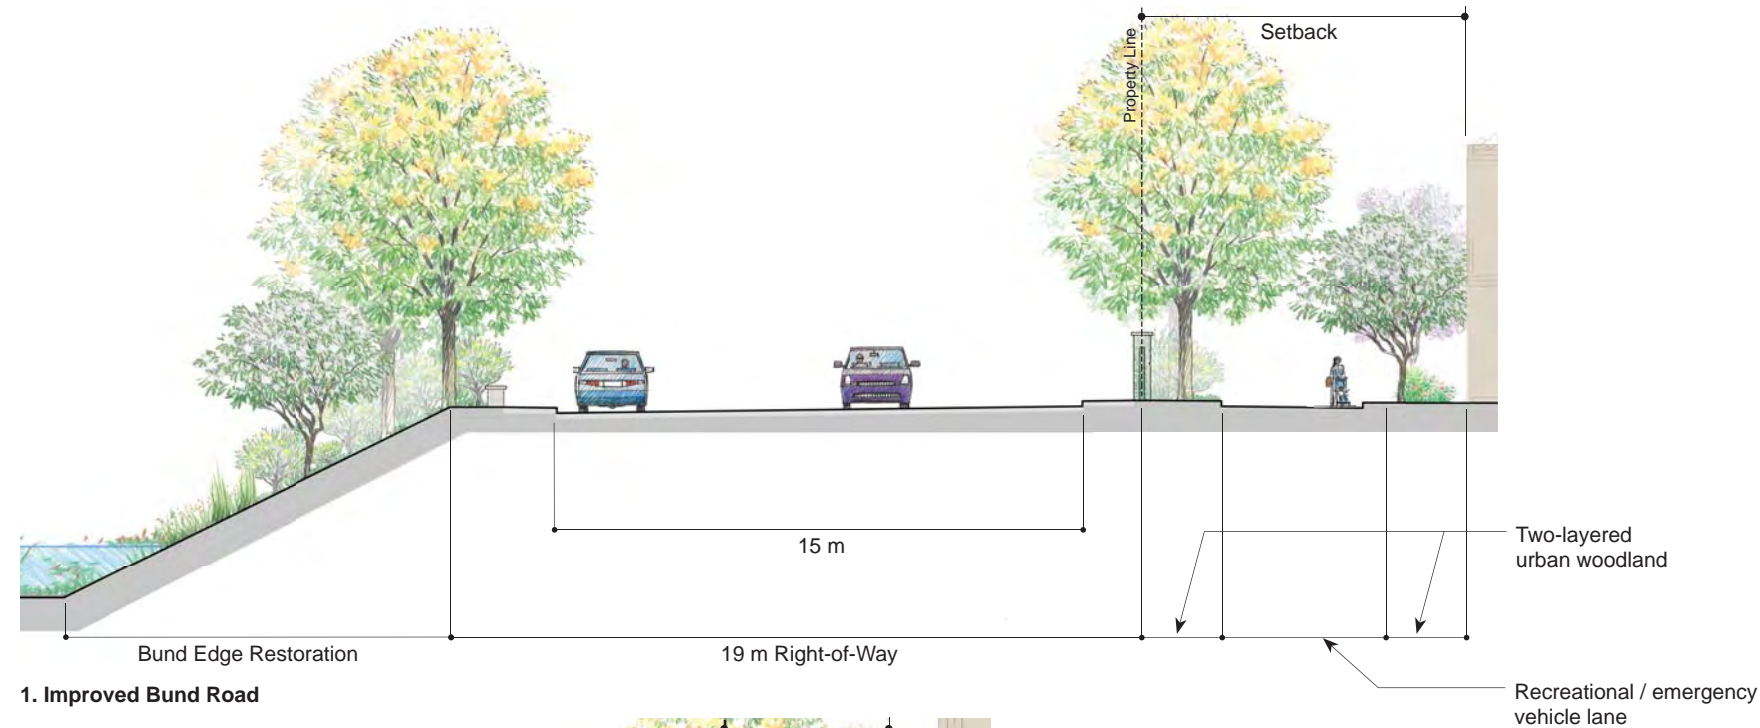 Setback
Property Line
15 m
Two-layered
urban woodland
Bund Edge Restoration
19 m Right-of-Way
1. Improved Bund Road
Recreational / emergency
vehicle lane